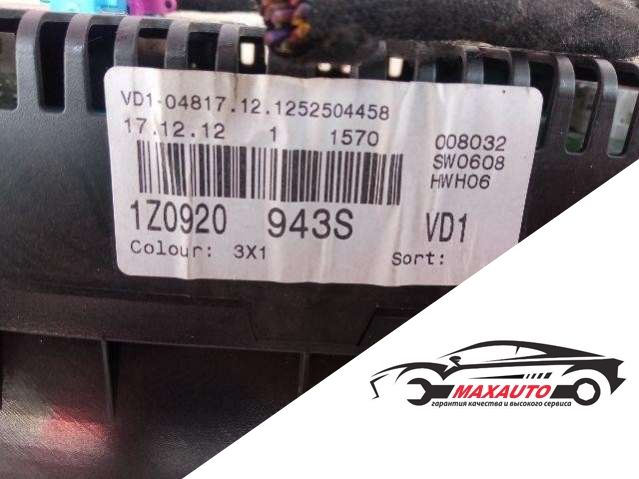 VD1-04817.12.1252504458
17.12.12 1 1570 008032
SW0608
HWH06
1Z0920 943S VD1
Colour: 3X1 Sort:
MAXAUTO
гарантия качества и высокого сервиса